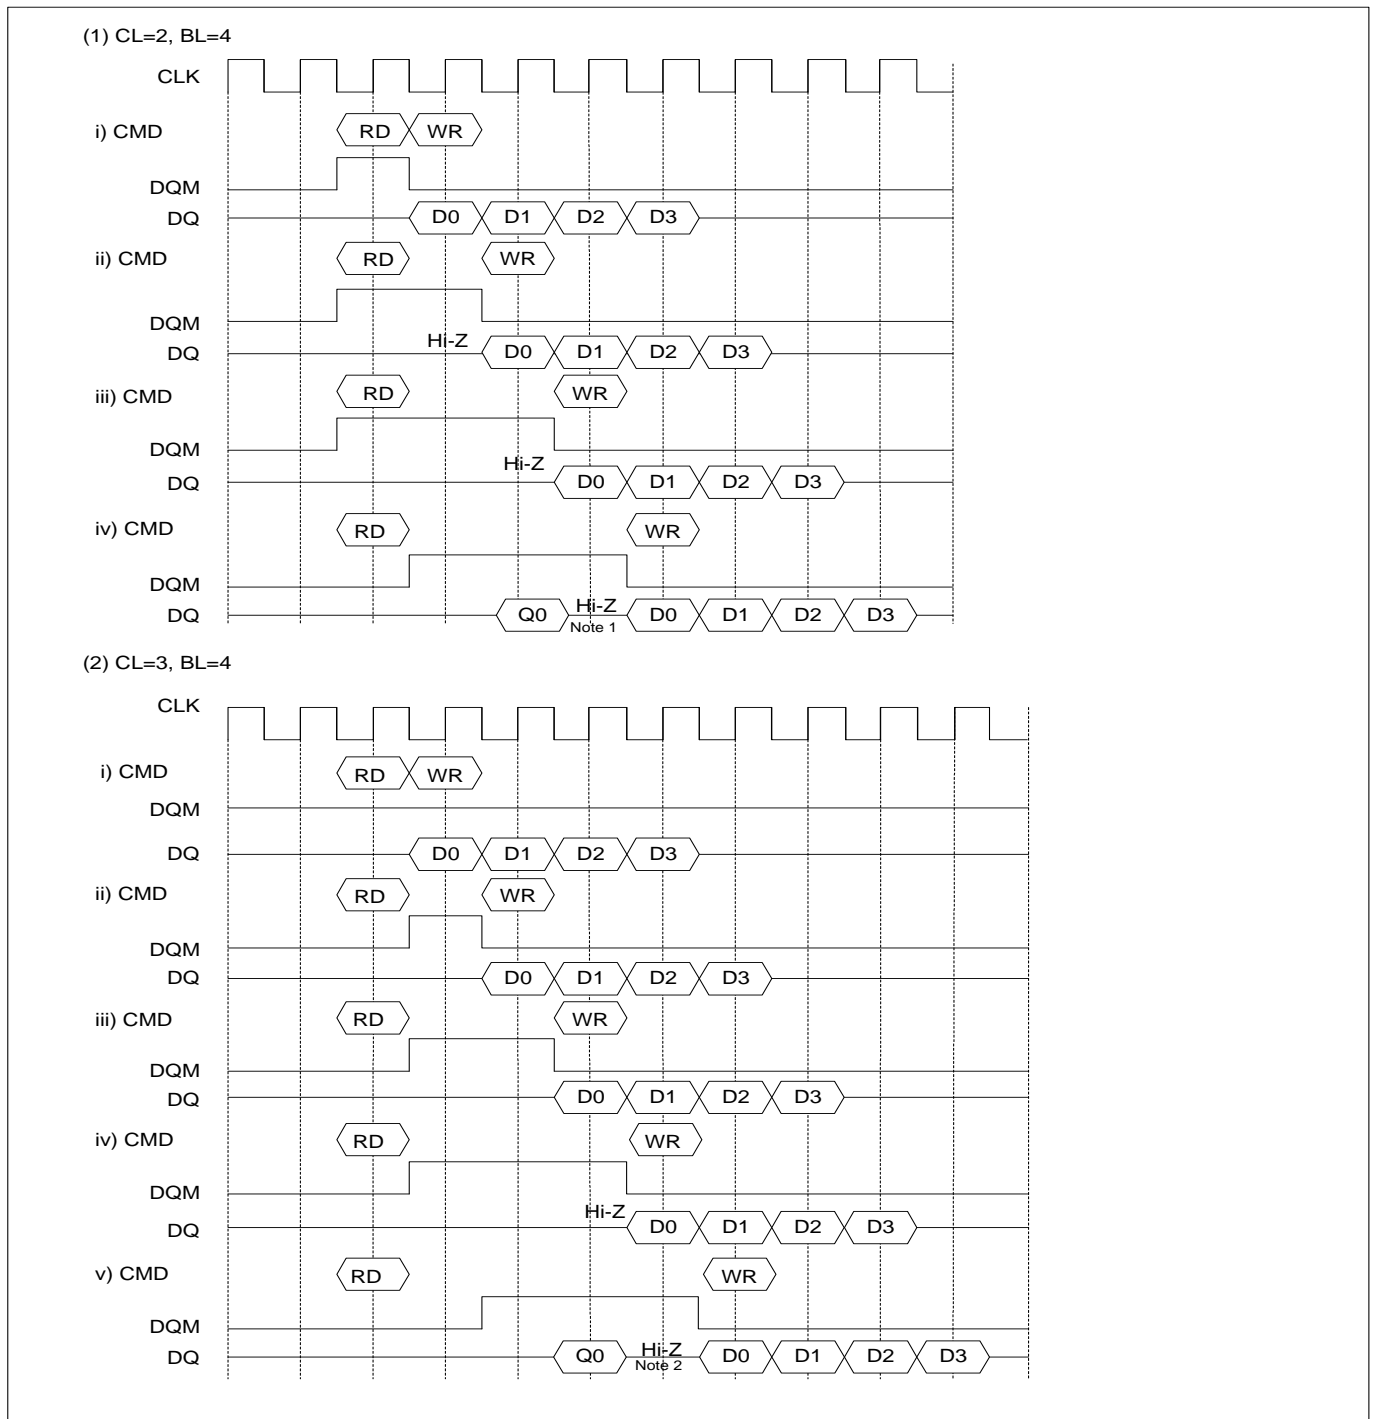 (1) CL=2, BL=4
CLK
i) CMD RD WR
DQM
DQ D0 D1 D2 D3
ii) CMD RD WR
DQM
Hi-Z
DQ D0 D1 D2 D3
iii) CMD RD WR
DQM
Hi-Z
DQ D0 D1 D2 D3
iv) CMD RD WR
DQM
DQ Q0 Hi-Z D0 D1 D2 D3
Note 1
(2) CL=3, BL=4
CLK
i) CMD RD WR
DQM
DQ D0 D1 D2 D3
ii) CMD RD WR
DQM
DQ D0 D1 D2 D3
iii) CMD RD WR
DQM
DQ D0 D1 D2 D3
iv) CMD RD WR
DQM
Hi-Z
DQ D0 D1 D2 D3
v) CMD RD WR
DQM
DQ Q0 Hi-Z D0 D1 D2 D3
Note 2